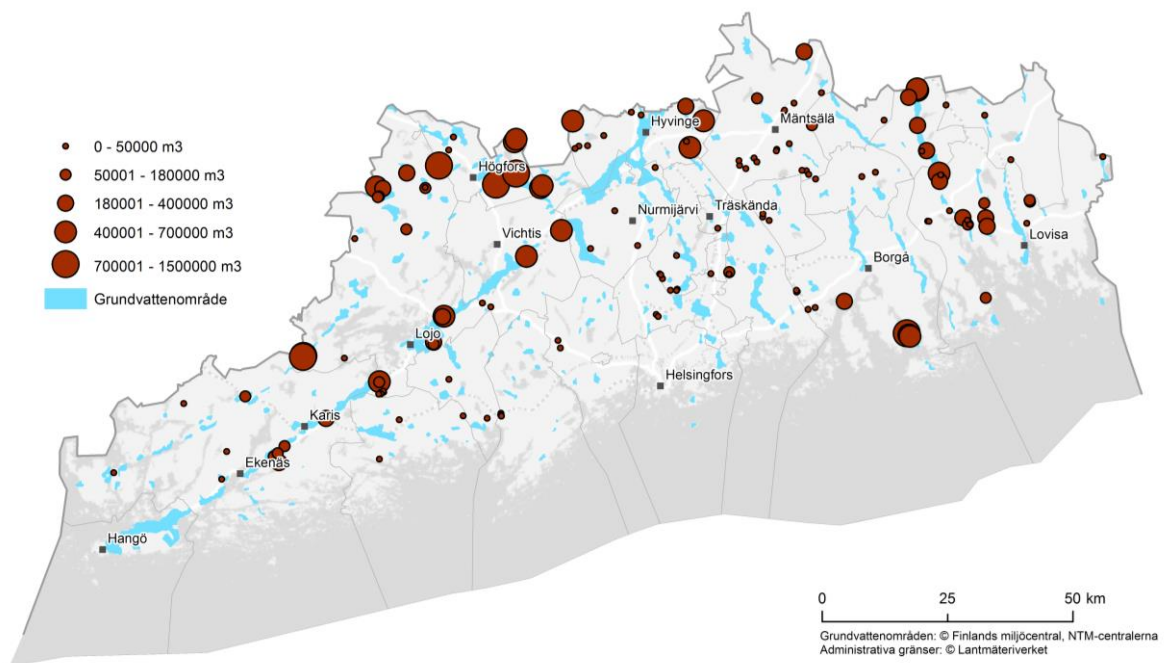 0 - 50000 m3
50001 - 180000 m3
180001 - 400000 m3
400001 - 700000 m3
700001 - 1500000 m3
Grundvattenområde
Hyvinge
Mäntsälä
Högfors
Nurmijärvi
Träskända
Vichtis
Lovisa
Borgå
Lojo
Helsingfors
Karis
Ekenäs
Hangö
0 25 50 km
Grundvattenområden: © Finlands miljöcentral, NTM-centralerna
Administrativa gränser: © Lantmäteriverket